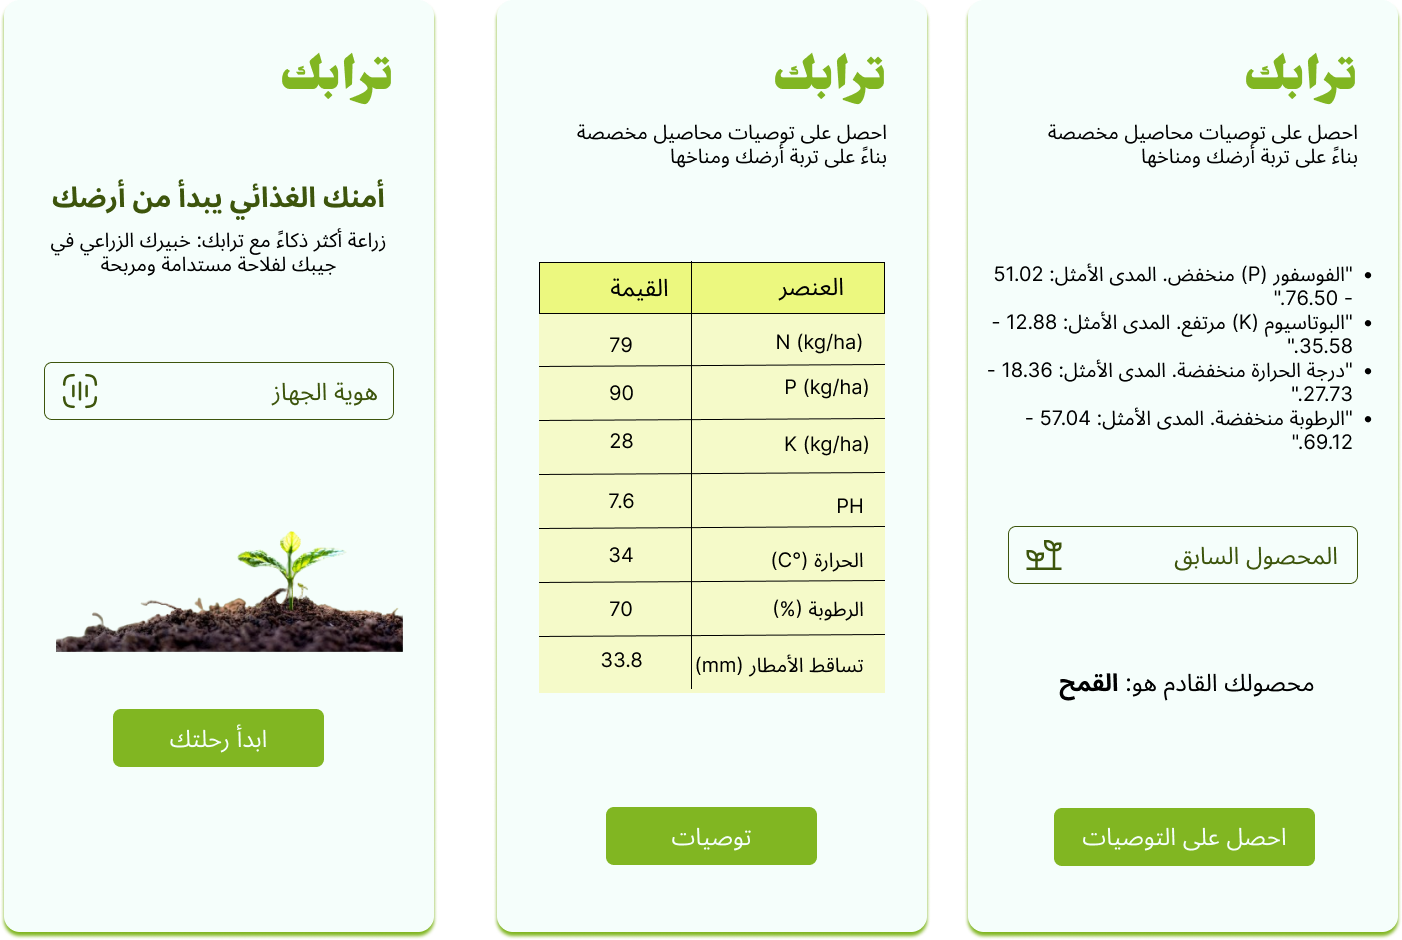 ترابك
أمنك الغذائي يبدأ من أرضك
زراعة أكثر ذكاءً مع ترابك: خبيرك الزراعي في
جيبك لفلاحة مستدامة ومربحة
هوية الجهاز
ابدأ رحلتك
ترابك
احصل على توصيات محاصيل مخصصة
بناءً على تربة أرضك ومناخها
العنصر القيمة
N (kg/ha) 79
P (kg/ha) 90
K (kg/ha) 28
PH 7.6
الحرارة (°C) 34
الرطوبة (%) 70
تساقط الأمطار (mm) 33.8
توصيات
ترابك
احصل على توصيات محاصيل مخصصة
بناءً على تربة أرضك ومناخها
• "الفوسفور (P) منخفض. المدى الأمثل: 51.02
- 76.50."
• "البوتاسيوم (K) مرتفع. المدى الأمثل: 12.88 -
35.58."
• "درجة الحرارة منخفضة. المدى الأمثل: 18.36 -
27.73."
• "الرطوبة منخفضة. المدى الأمثل: 57.04 -
69.12."
المحصول السابق
محصولك القادم هو: القمح
احصل على التوصيات